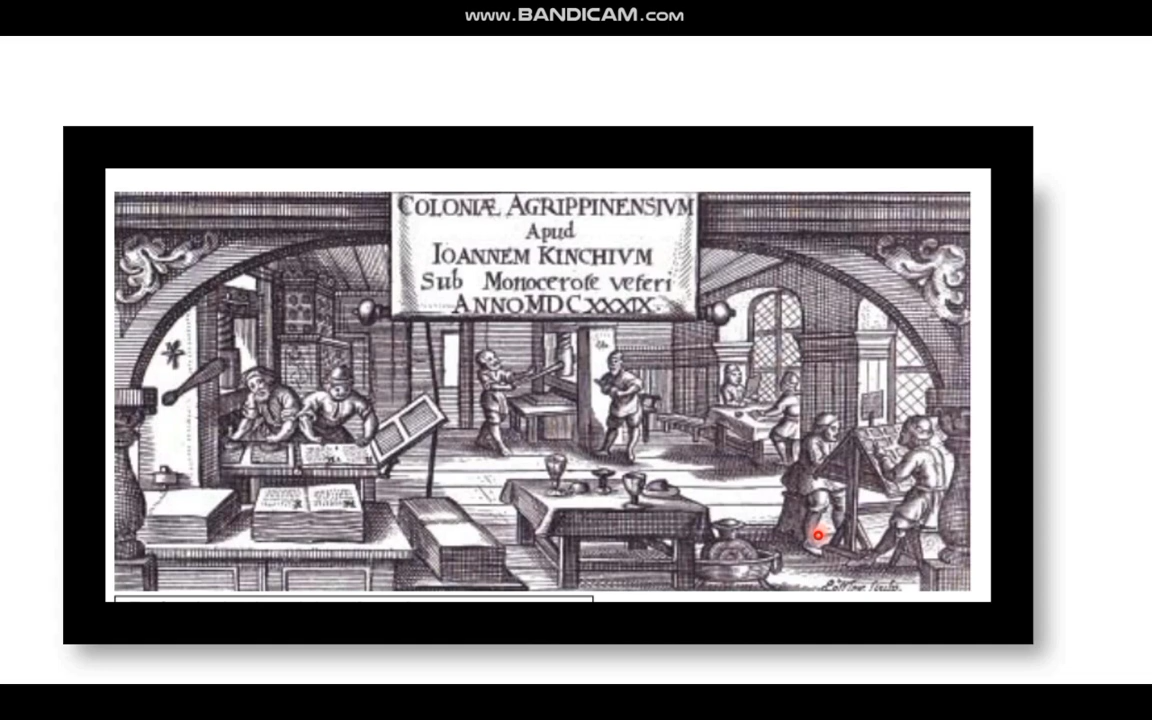 www.BANDICAM.com
COLONIÆ AGRIPPINENSIVM
Apud
IOANNEM KINCHIVM
Sub Monocerote veteri
ANNO MDCXXXIX.